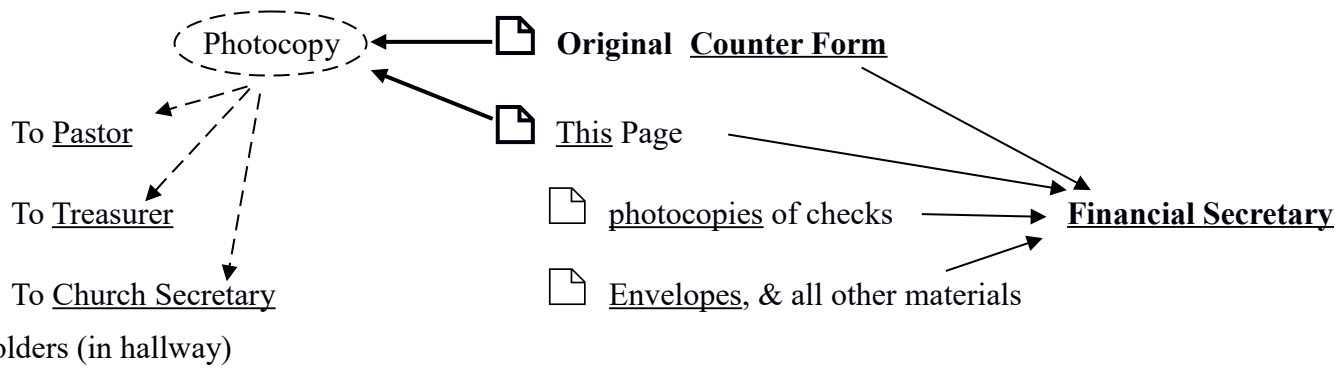 Photocopy
Original Counter Form
To Pastor
This Page
To Treasurer
photocopies of checks
Financial Secretary
To Church Secretary
Envelopes, & all other materials
(in hallway)